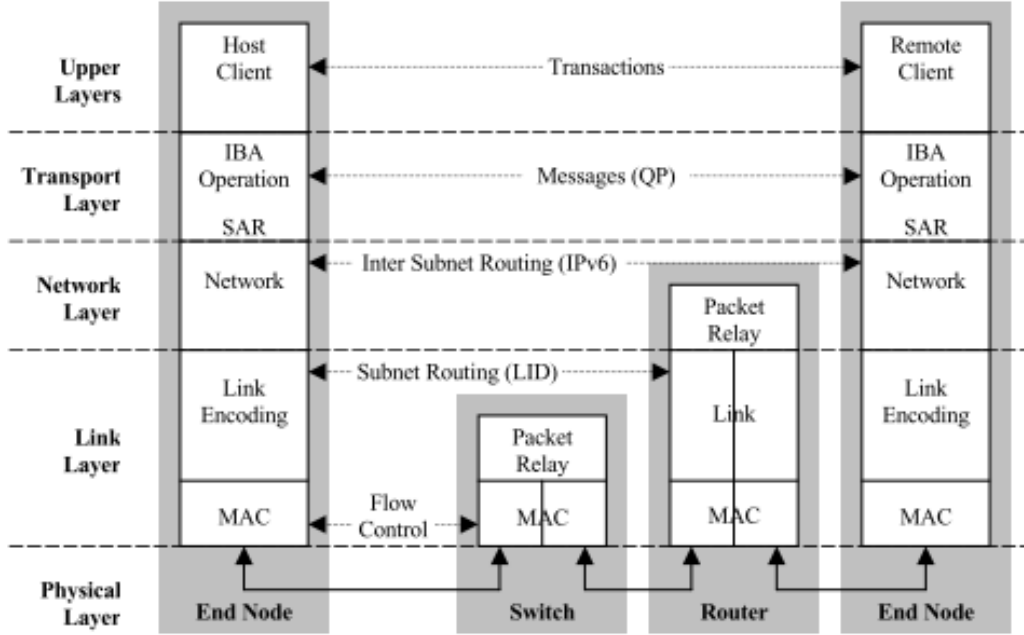 Upper
Layers
Host
Client
Transactions
Remote
Client
Transport
Layer
IBA
Operation
SAR
Messages (QP)
IBA
Operation
SAR
Network
Layer
Network
Inter Subnet Routing (IPv6)
Network
Packet
Relay
Link
Layer
Link
Encoding
Subnet Routing (LID)
Link
Link
Encoding
Packet
Relay
MAC
Flow
Control
MAC
MAC
MAC
Physical
Layer
End Node
Switch
Router
End Node